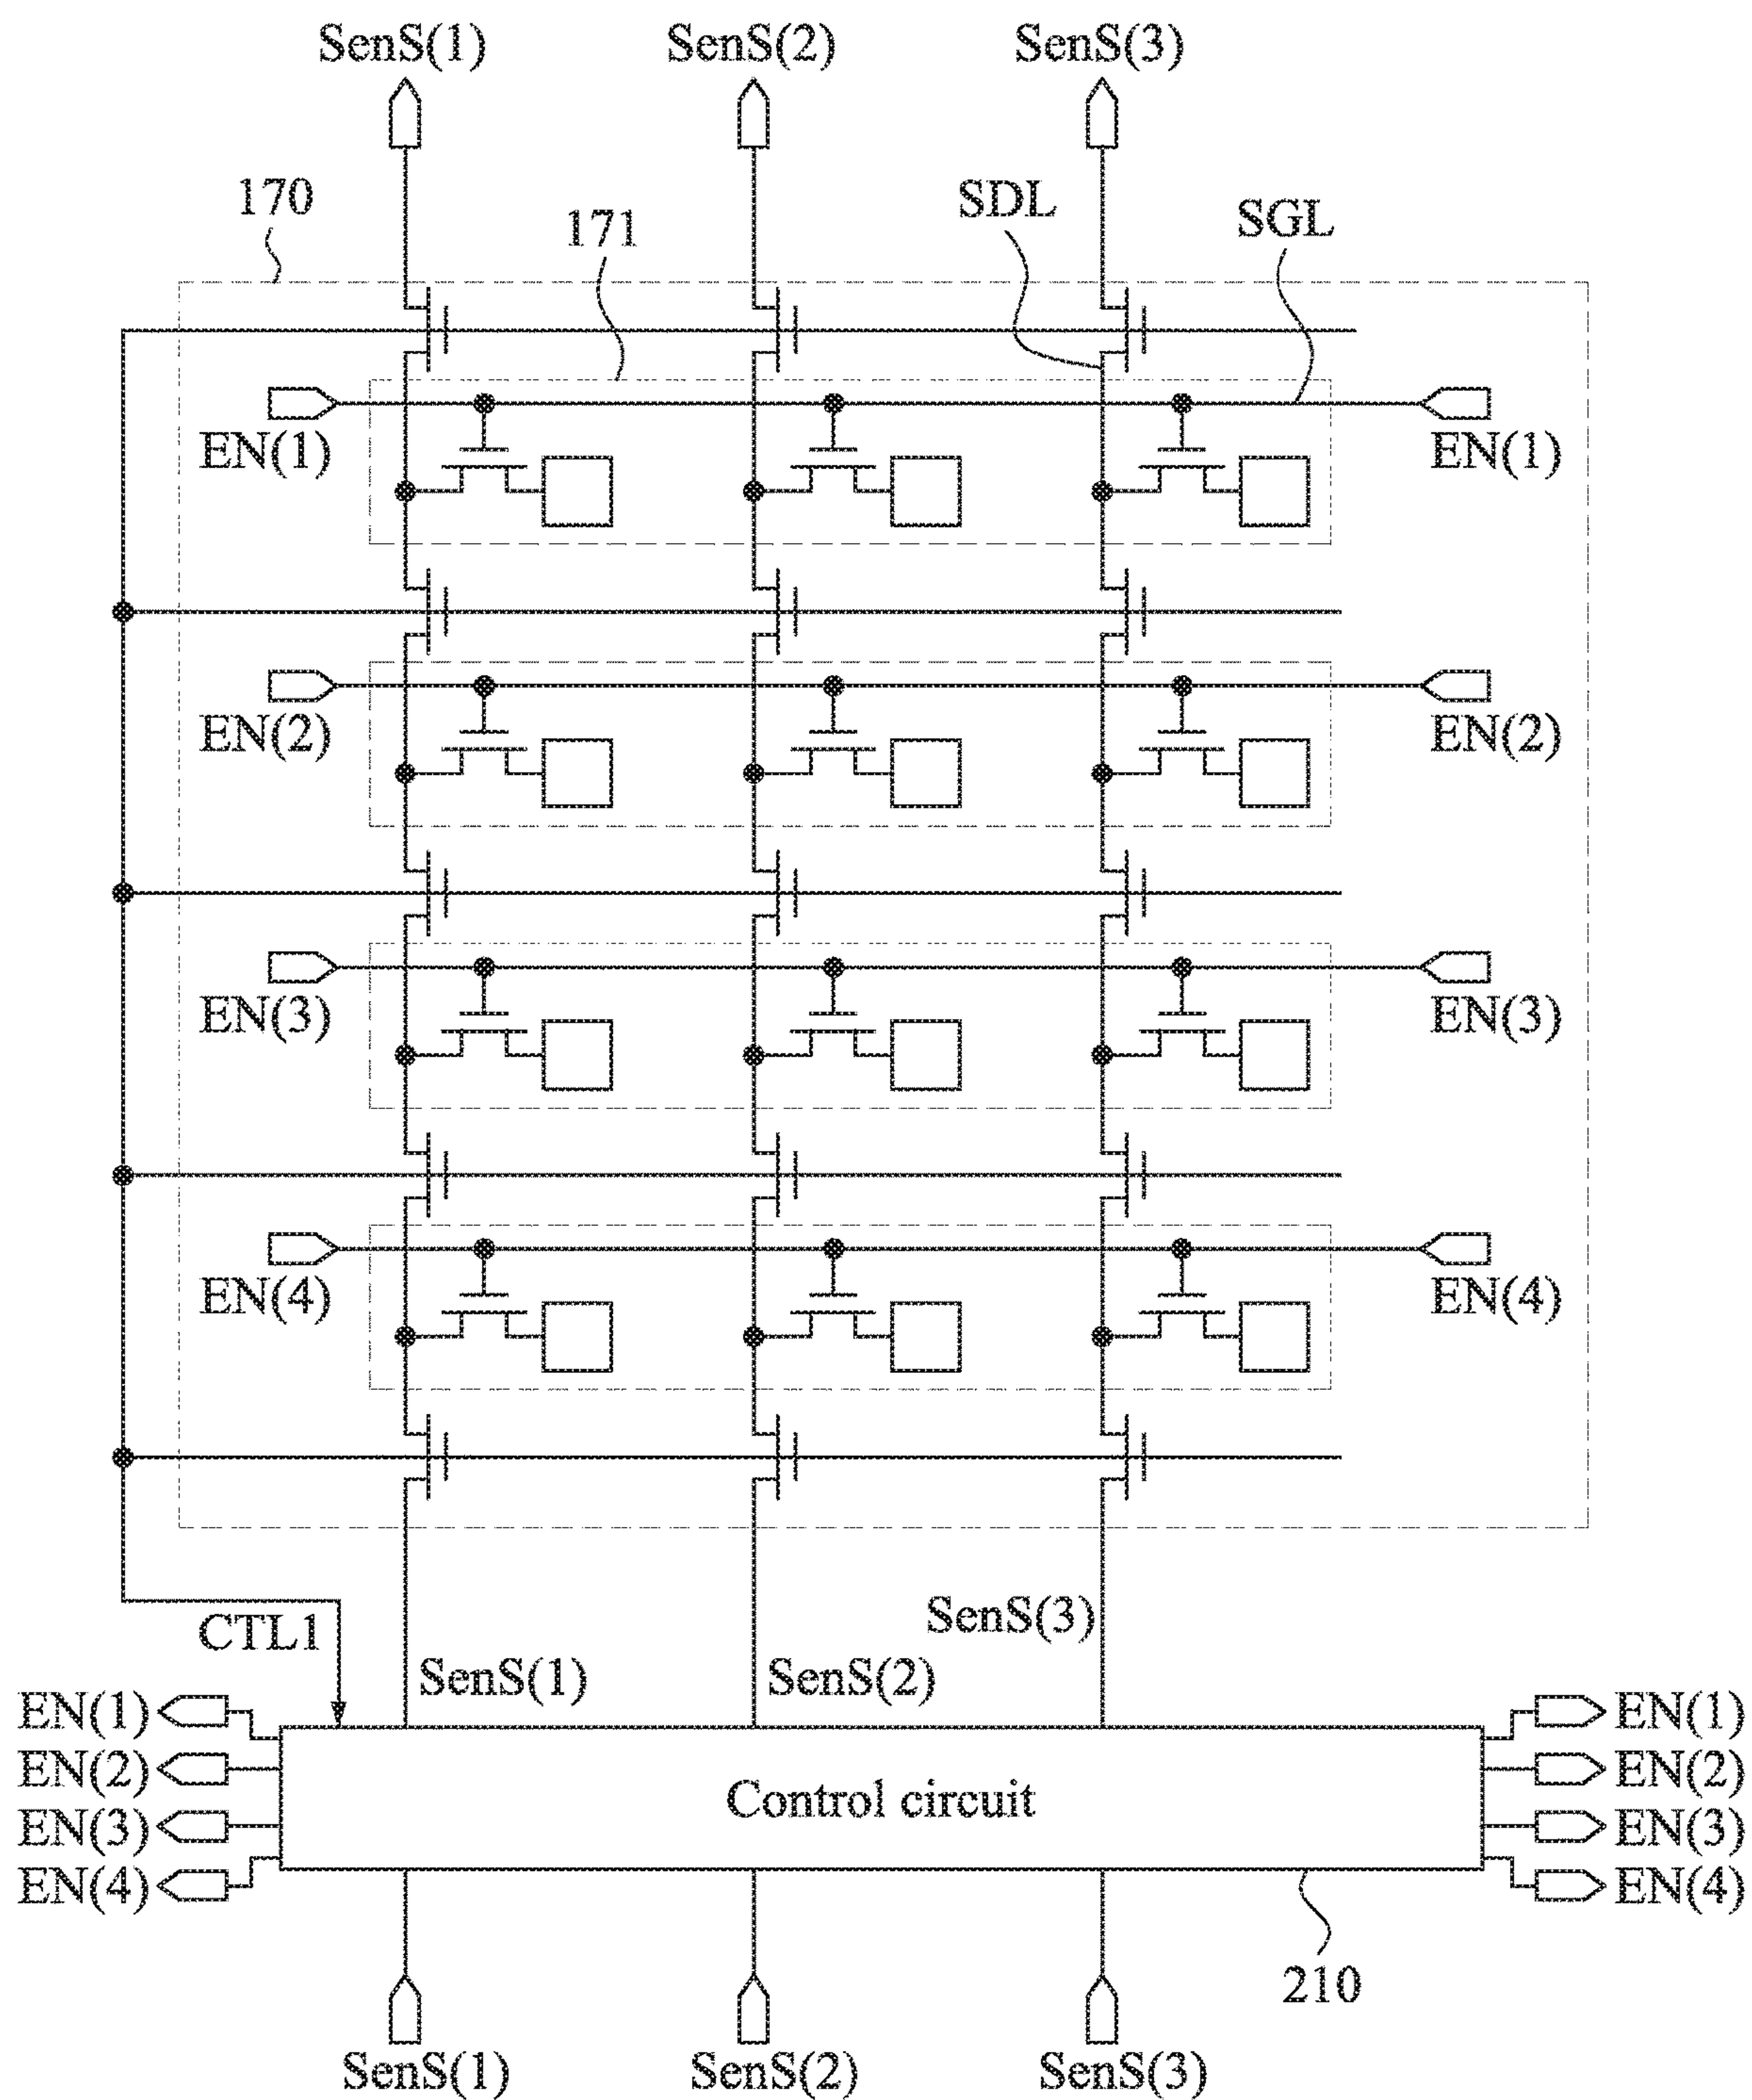 SenS(1) SenS(2) SenS(3)
170
171
SDL
SGL
EN(1) EN(1)
EN(2) EN(2)
EN(3) EN(3)
EN(4) EN(4)
CTL1
SenS(3)
SenS(1) SenS(2)
EN(1) EN(1)
EN(2) EN(2)
Control circuit
EN(3) EN(3)
EN(4) EN(4)
210
SenS(1) SenS(2) SenS(3)